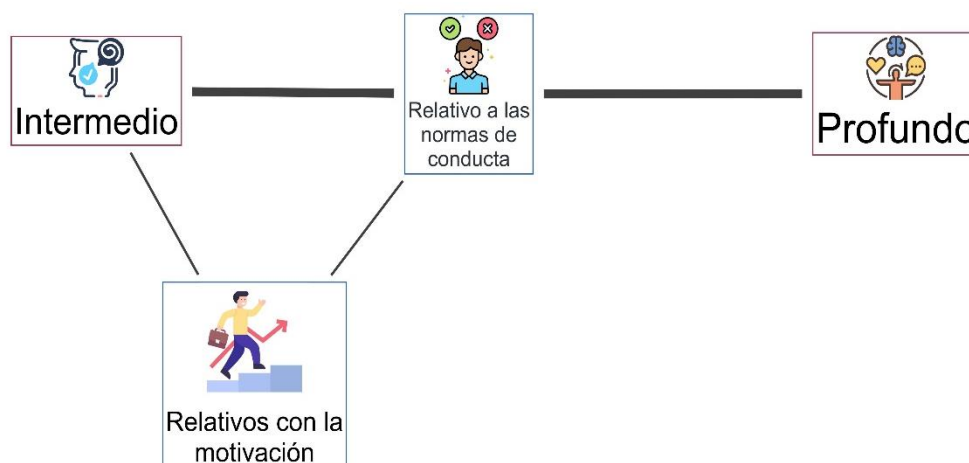 Intermedio
Relativo a las
normas de
conducta
Profundo
Relativos con la
motivación